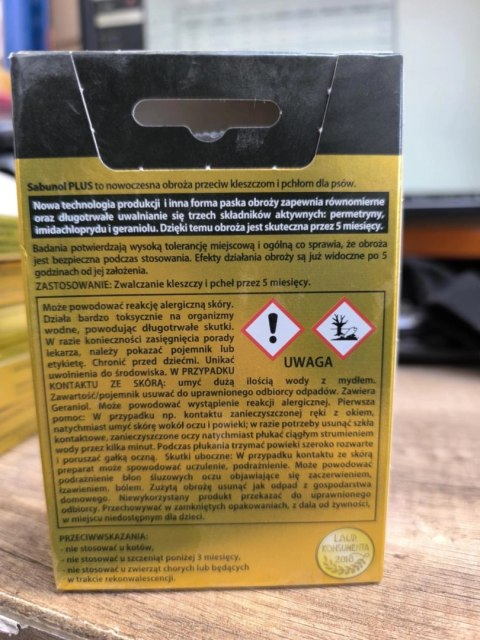 Sabunol PLUS to nowoczesna obroża przeciw kleszczom i pchłom dla psów.
Nowa technologia produkcji i inna forma paska obroży zapewnia równomierne
oraz długotrwałe uwalnianie się trzech składników aktywnych: permetryny,
imidachloprydu i geraniolu. Dzięki temu obroża jest skuteczna przez 5 miesięcy.
Badania potwierdzają wysoką tolerancję miejscową i ogólną co sprawia, że obroża
jest bezpieczna podczas stosowania. Efekty działania obroży są już widoczne po 5
godzinach od jej założenia.
ZASTOSOWANIE: Zwalczanie kleszczy i pcheł przez 5 miesięcy.
Może powodować reakcję alergiczną skóry.
Działa bardzo toksycznie na organizmy
wodne, powodując długotrwałe skutki.
W razie konieczności zasięgnięcia porady
lekarza, należy pokazać pojemnik lub
etykietę. Chronić przed dziećmi. Unikać
uwolnienia do środowiska. W PRZYPADKU
UWAGA
KONTAKTU ZE SKÓRĄ: umyć dużą ilością wody z mydłem.
Zawartość/pojemnik usuwać do uprawnionego odbiorcy odpadów. Zawiera
Geraniol. Może powodować wystąpienie reakcji alergicznej. Pierwsza
pomoc: W przypadku np. kontaktu zanieczyszczonej ręki z okiem,
natychmiast umyć skórę wokół oczu i powieki; w razie potrzeby usunąć szkła
kontaktowe, zanieczyszczone oczy natychmiast płukać ciągłym strumieniem
wody przez kilka minut. Podczas płukania trzymać powieki szeroko rozwarte
i poruszać gałką oczną. Skutki uboczne: W przypadku kontaktu ze skórą
preparat może spowodować uczulenie, podrażnienie. Może powodować
podrażnienie błon śluzowych oczu objawiające się zaczerwienieniem,
łzawieniem, bólem. Zużytą obrożę usunąć jak odpad z gospodarstwa
domowego. Niewykorzystany produkt przekazać do uprawnionego
odbiorcy. Przechowywać w zamkniętych opakowaniach, z dala od żywności,
w miejscu niedostępnym dla dzieci.
PRZECIWWSKAZANIA:
- nie stosować u kotów,
- nie stosować u szczeniąt poniżej 3 miesięcy,
- nie stosować u zwierząt chorych lub będących
w trakcie rekonwalescencji.
LAUR
KONSUMENTA
2018